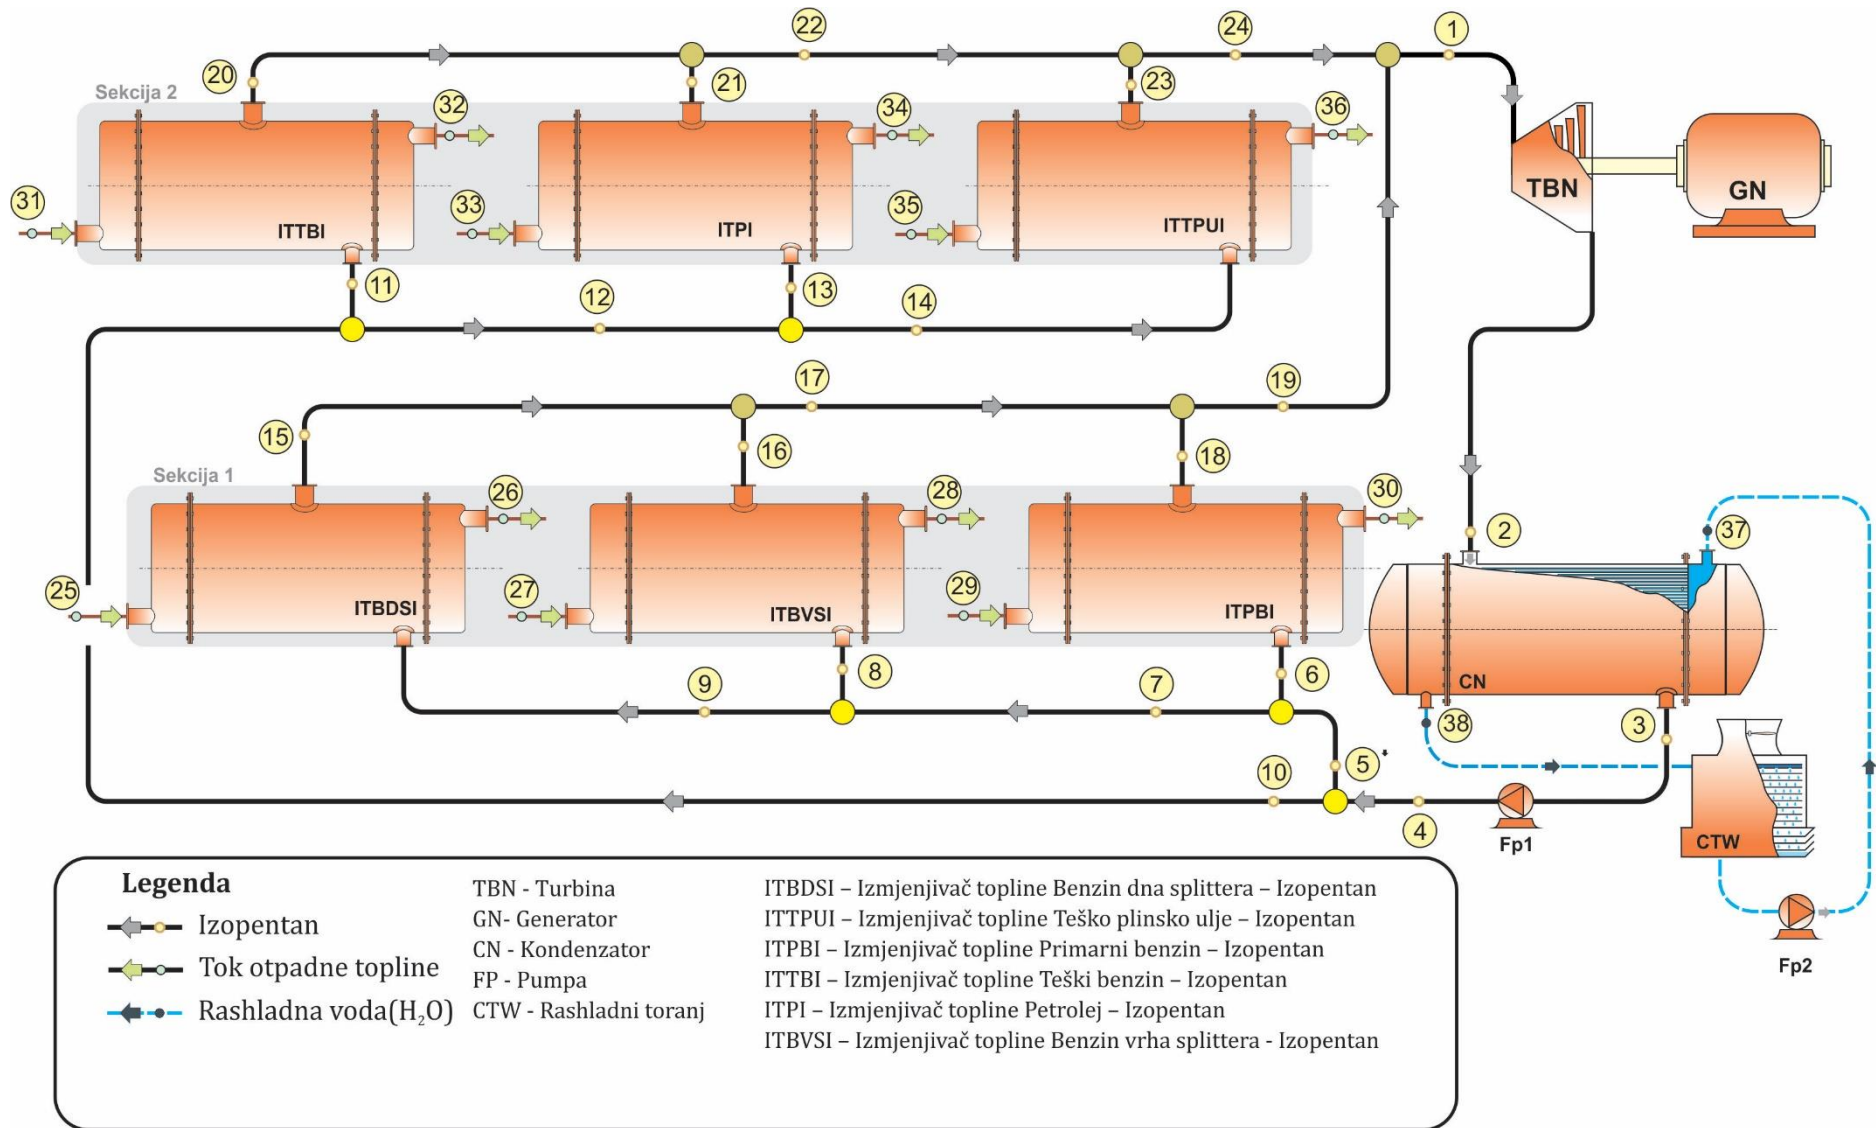 22
24
1
20
21
23
Sekcija 2
32
34
36
31
33
35
ITTBI
ITPI
ITTPUI
TBN
GN
11
12
13
14
17
19
15
16
18
Sekcija 1
26
28
30
2
37
25
27
29
ITBDSI
ITBVSI
ITPBI
CN
9
8
7
6
38
3
10
5
4
Fp1
CTW
Fp2
Legenda
Izopentan
Tok otpadne topline
Rashladna voda(H₂O)
TBN - Turbina
GN- Generator
CN - Kondenzator
FP - Pumpa
CTW - Rashladni toranj
ITBDSI – Izmjenjivač topline Benzin dna splittera – Izopentan
ITTPUI – Izmjenjivač topline Teško plinsko ulje – Izopentan
ITPBI – Izmjenjivač topline Primarni benzin – Izopentan
ITTBI – Izmjenjivač topline Teški benzin – Izopentan
ITPI – Izmjenjivač topline Petrolej – Izopentan
ITBVSI – Izmjenjivač topline Benzin vrha splittera - Izopentan